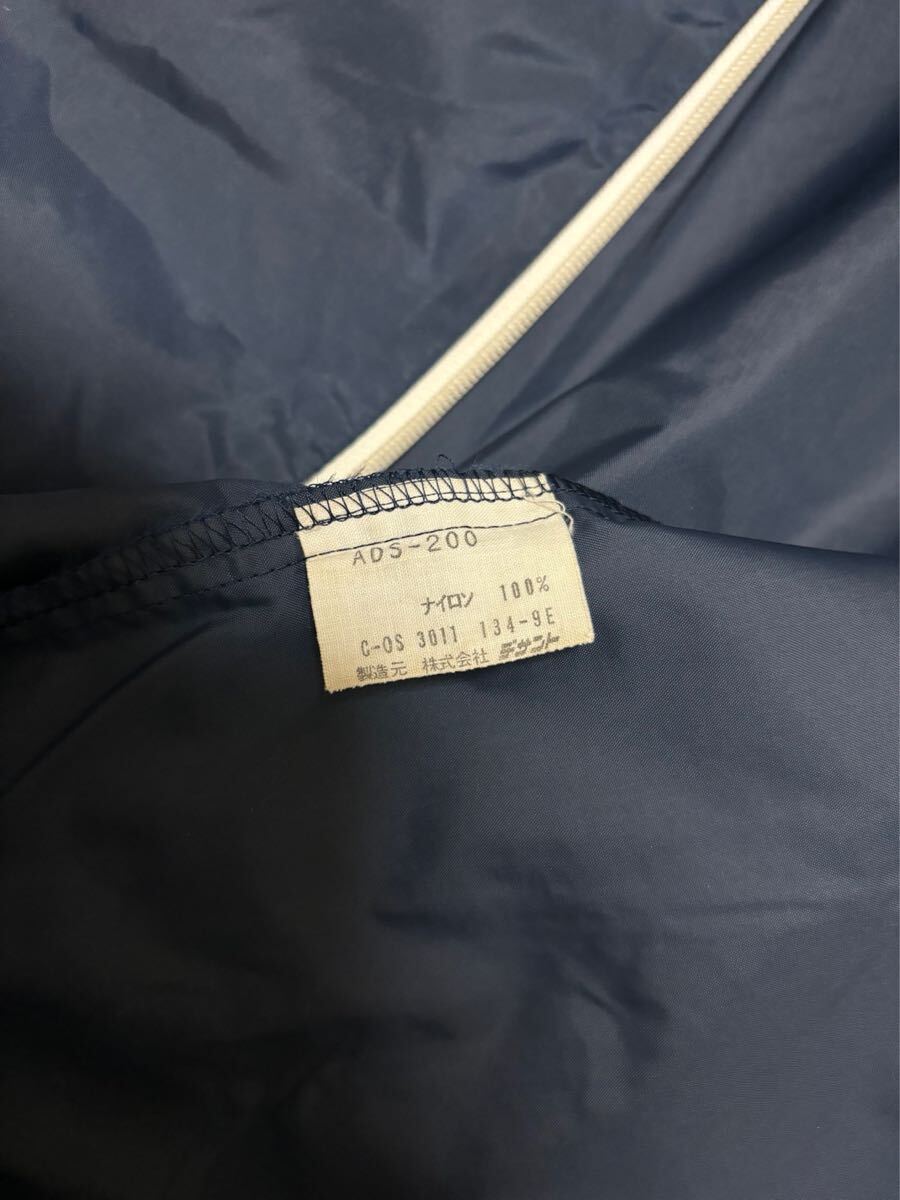 ADS-200
ナイロン 100%
C-OS 3011 134-9E
製造元 株式会社 デサント